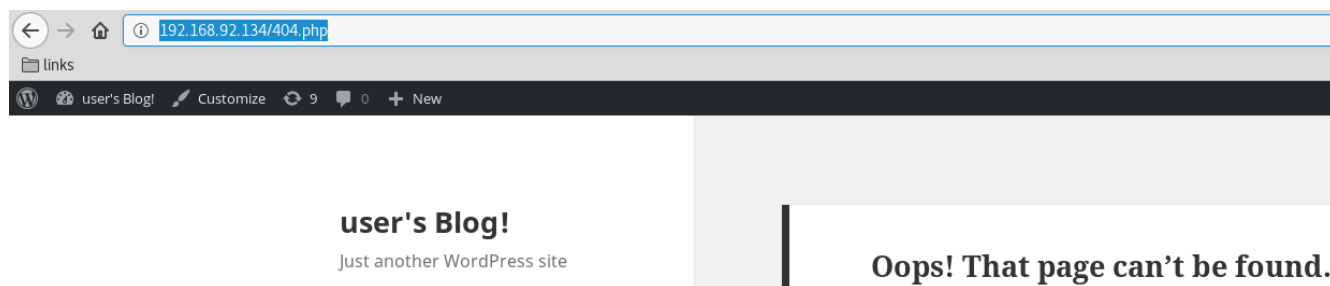 192.168.92.134/404.php
links
user's Blog! Customize 9 0 New
user's Blog!
Just another WordPress site
Oops! That page can’t be found.